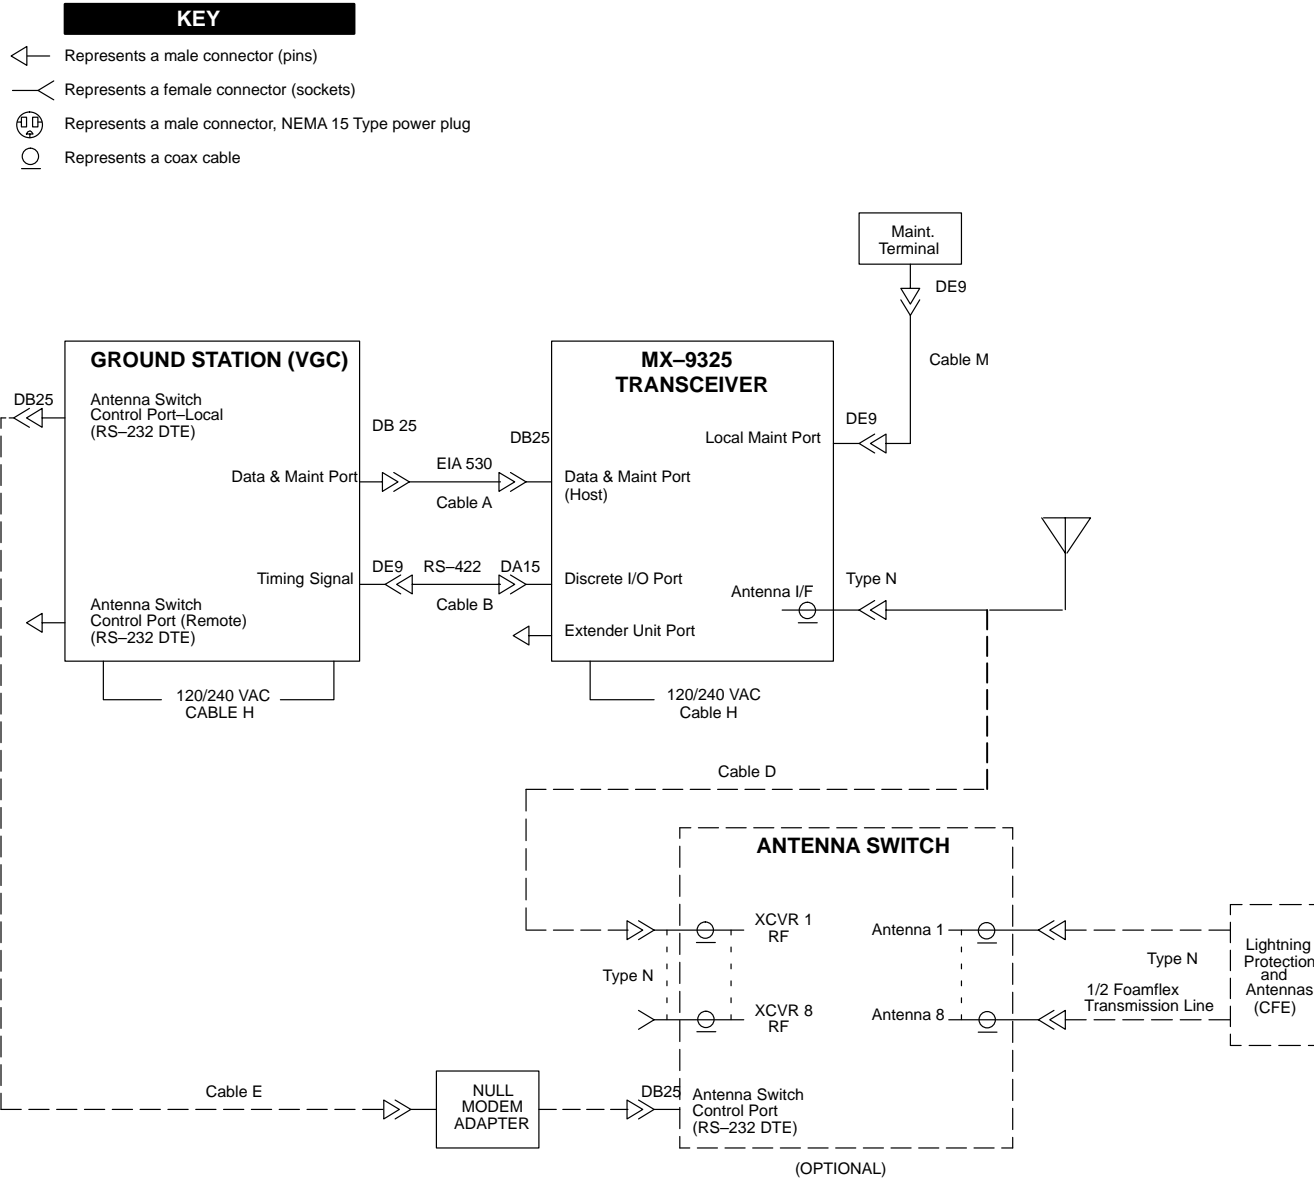 KEY
Represents a male connector (pins)
Represents a female connector (sockets)
Represents a male connector, NEMA 15 Type power plug
Represents a coax cable
Maint.
Terminal
DE9
Cable M
GROUND STATION (VGC)
DB25
Antenna Switch
Control Port–Local
(RS–232 DTE)
Data & Maint Port
Timing Signal
Antenna Switch
Control Port (Remote)
(RS–232 DTE)
120/240 VAC
CABLE H
DB 25
DB25
EIA 530
Cable A
DE9
RS–422
DA15
Cable B
MX–9325
TRANSCEIVER
Local Maint Port
DE9
Data & Maint Port
(Host)
Discrete I/O Port
Antenna I/F
Type N
Extender Unit Port
120/240 VAC
Cable H
Cable D
ANTENNA SWITCH
XCVR 1
RF
Antenna 1
Type N
XCVR 8
RF
Antenna 8
Type N
1/2 Foamflex
Transmission Line
Lightning
Protection
and
Antennas
(CFE)
Cable E
NULL
MODEM
ADAPTER
DB25
Antenna Switch
Control Port
(RS–232 DTE)
(OPTIONAL)